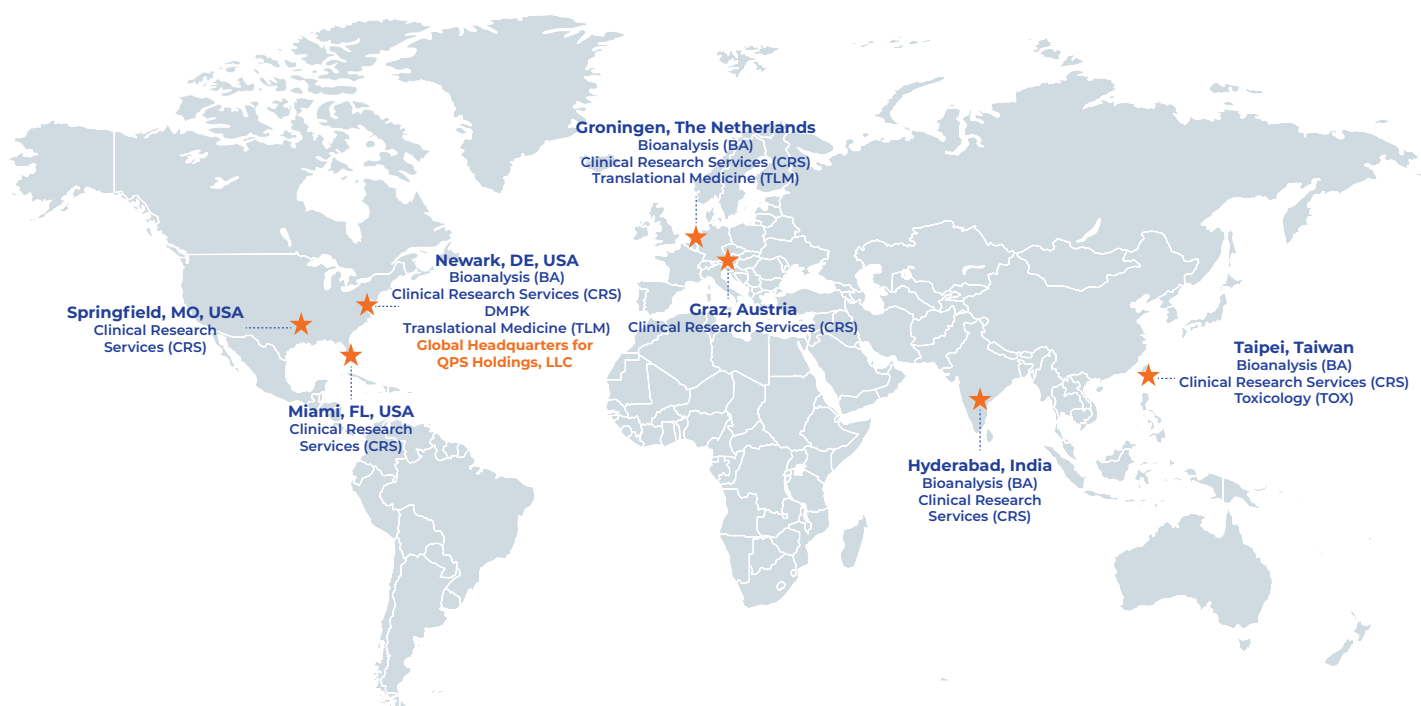 Groningen, The Netherlands
Bioanalysis (BA)
Clinical Research Services (CRS)
Translational Medicine (TLM)
Newark, DE, USA
Bioanalysis (BA)
Clinical Research Services (CRS)
DMPK
Translational Medicine (TLM)
Global Headquarters for
QPS Holdings, LLC
Springfield, MO, USA
Clinical Research
Services (CRS)
Miami, FL, USA
Clinical Research
Services (CRS)
Graz, Austria
Clinical Research Services (CRS)
Taipei, Taiwan
Bioanalysis (BA)
Clinical Research Services (CRS)
Toxicology (TOX)
Hyderabad, India
Bioanalysis (BA)
Clinical Research
Services (CRS)